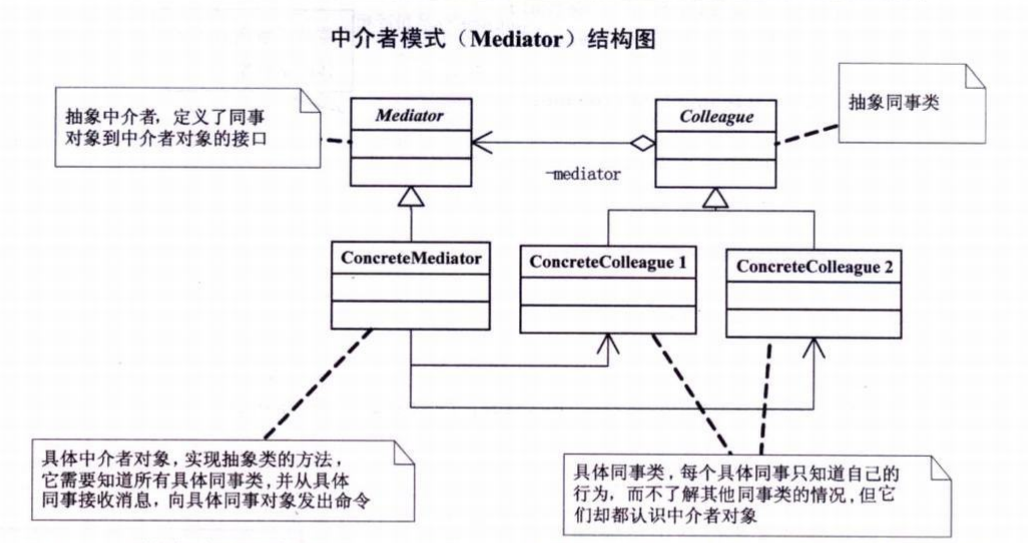 中介者模式（Mediator）结构图
抽象同事类
抽象中介者，定义了同事
对象到中介者对象的接口
Mediator
Colleague
-mediator
ConcreteMediator
ConcreteColleague 1
ConcreteColleague 2
具体中介者对象，实现抽象类的方法，
它需要知道所有具体同事类，并从具体
同事接收消息，向具体同事对象发出命令
具体同事类，每个具体同事只知道自己的
行为，而不了解其他同事类的情况，但它
们却都认识中介者对象